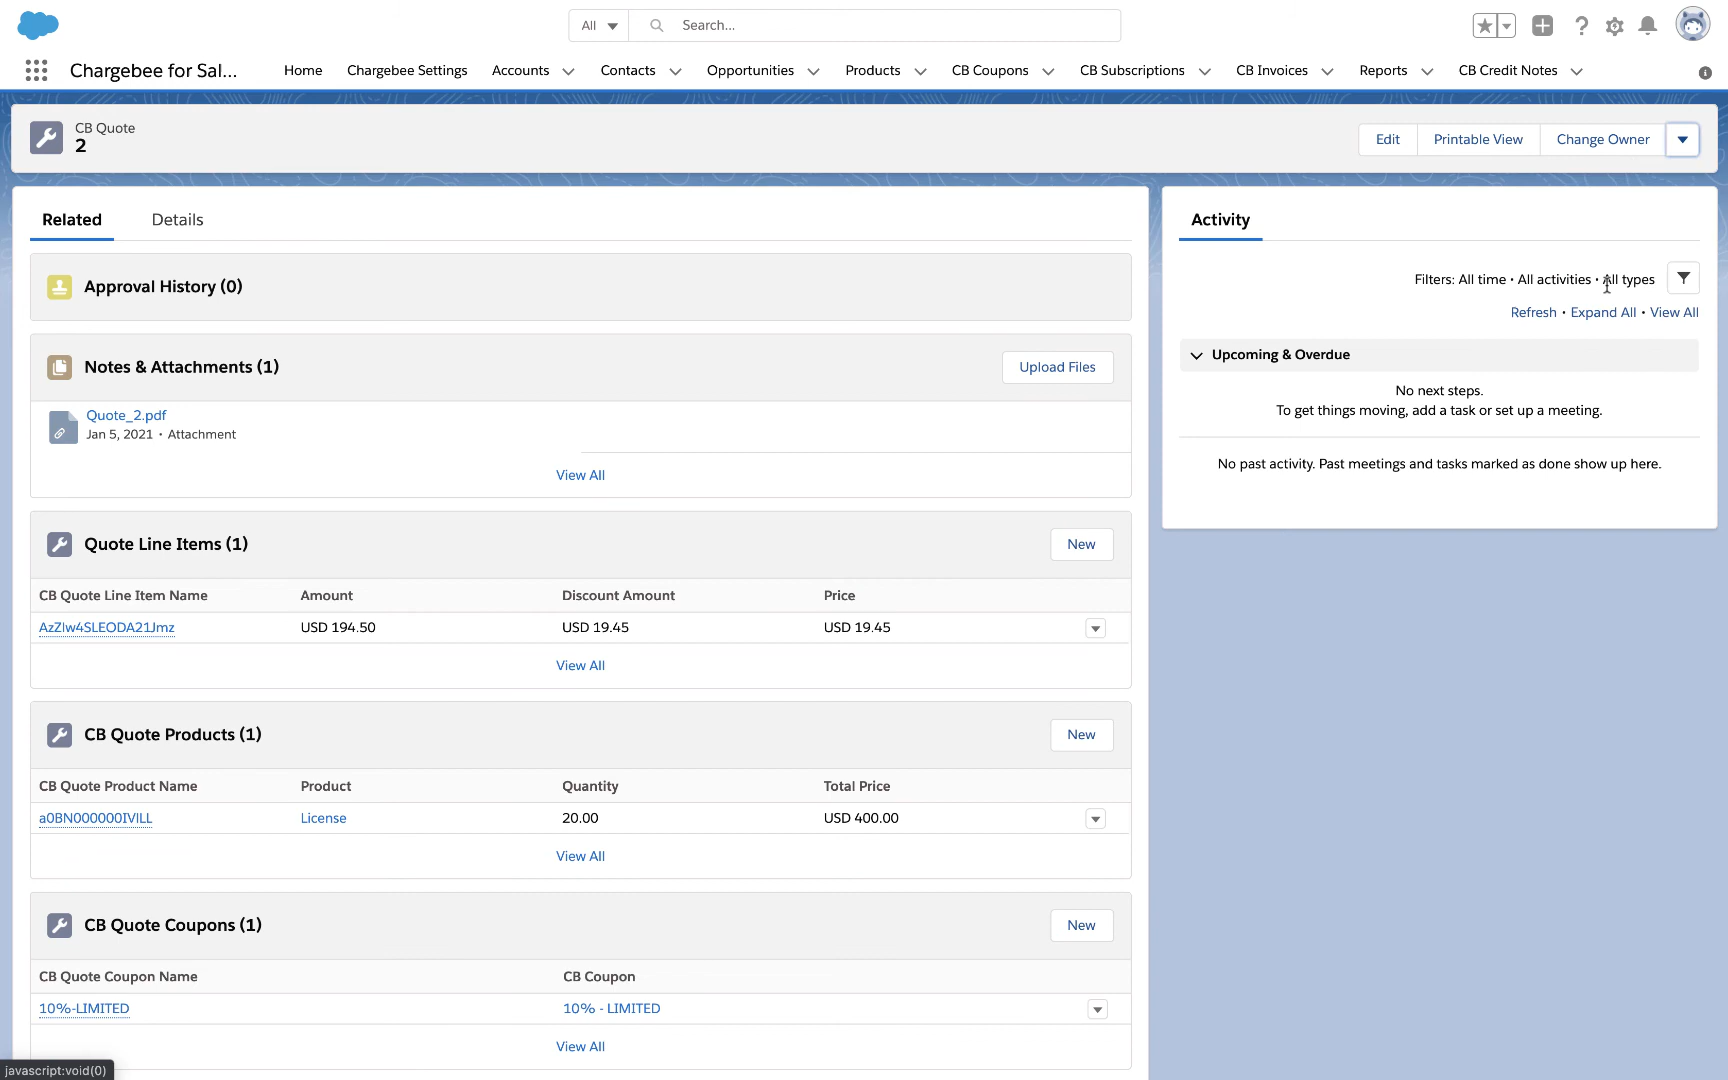 All
Search...
Chargebee for Sal...
Home
Chargebee Settings
Accounts
Contacts
Opportunities
Products
CB Coupons
CB Subscriptions
CB Invoices
Reports
CB Credit Notes
CB Quote
2
Edit
Printable View
Change Owner
Related
Details
Approval History (0)
Notes & Attachments (1)
Upload Files
Quote_2.pdf
Jan 5, 2021 • Attachment
View All
Quote Line Items (1)
New
CB Quote Line Item Name Amount Discount Amount Price
AzZlw4SLEODA21Jmz USD 194.50 USD 19.45 USD 19.45
View All
CB Quote Products (1)
New
CB Quote Product Name Product Quantity Total Price
a0BN000000IVlLL License 20.00 USD 400.00
View All
CB Quote Coupons (1)
New
CB Quote Coupon Name CB Coupon
10%-LIMITED 10% - LIMITED
View All
Activity
Filters: All time • All activities • All types
Refresh • Expand All • View All
Upcoming & Overdue
No next steps.
To get things moving, add a task or set up a meeting.
No past activity. Past meetings and tasks marked as done show up here.
javascript:void(0)